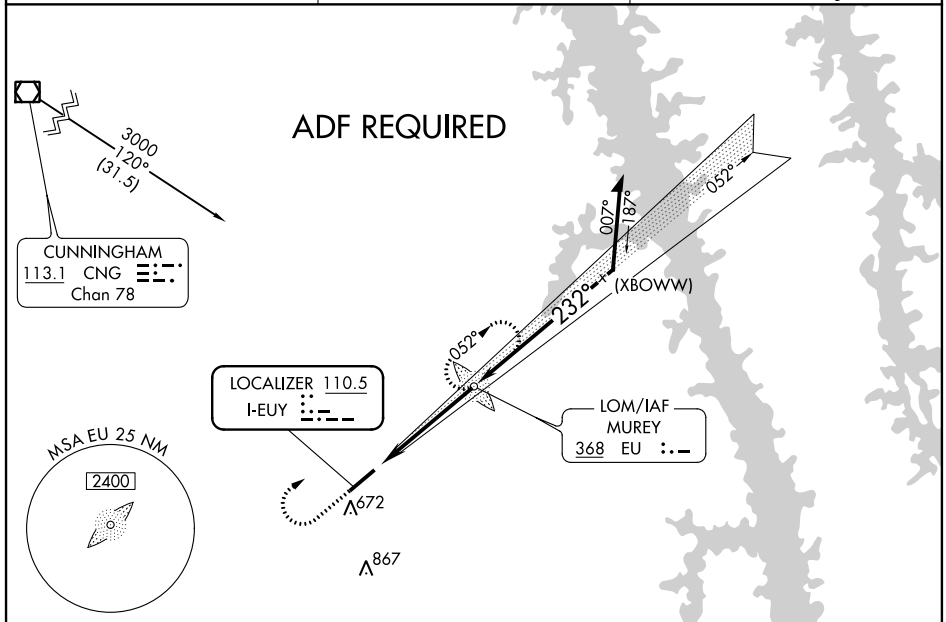 ADF REQUIRED
3000
120°
(31.5)
CUNNINGHAM
113.1 CNG
Chan 78
052°
007°
187°
(XBOWW)
232°
052°
LOCALIZER 110.5
I-EUY
LOM/IAF
MUREY
368 EU
MSA EU 25 NM
2400
672
867